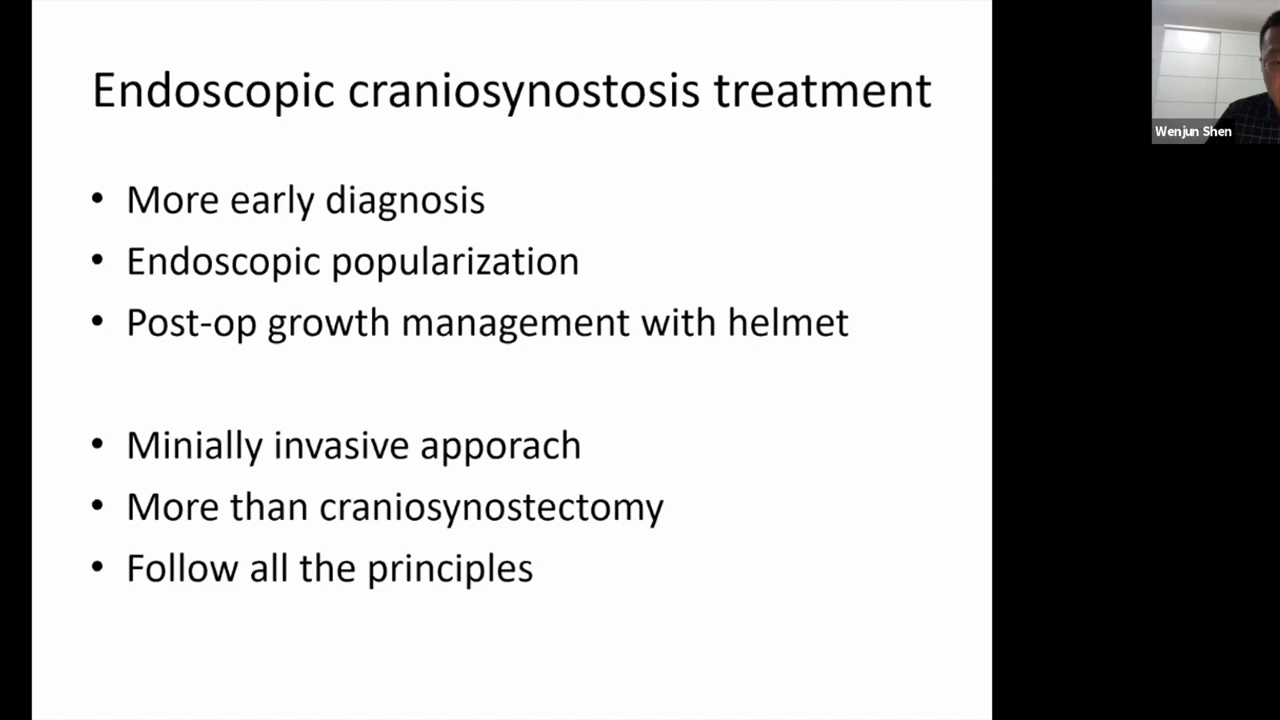 Endoscopic craniosynostosis treatment
• More early diagnosis
• Endoscopic popularization
• Post-op growth management with helmet
• Minially invasive apporach
• More than craniosynostectomy
• Follow all the principles
Wenjun Shen